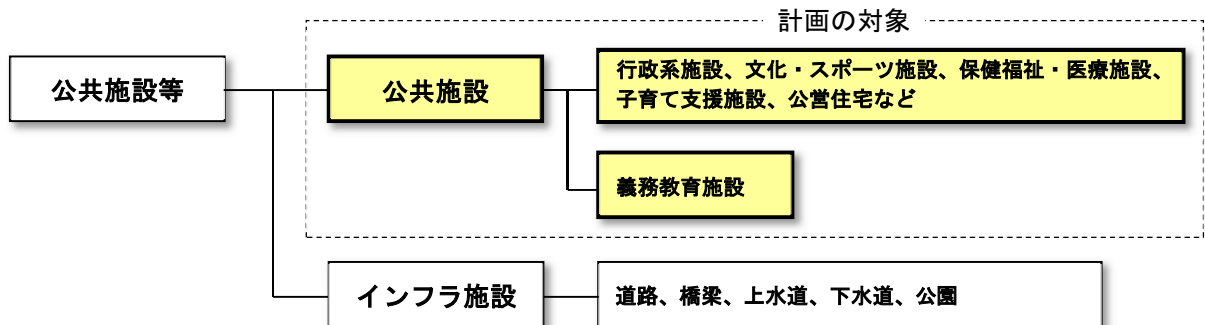 計画の対象
公共施設等
公共施設
行政系施設、文化・スポーツ施設、保健福祉・医療施設、
子育て支援施設、公営住宅など
義務教育施設
インフラ施設
道路、橋梁、上水道、下水道、公園